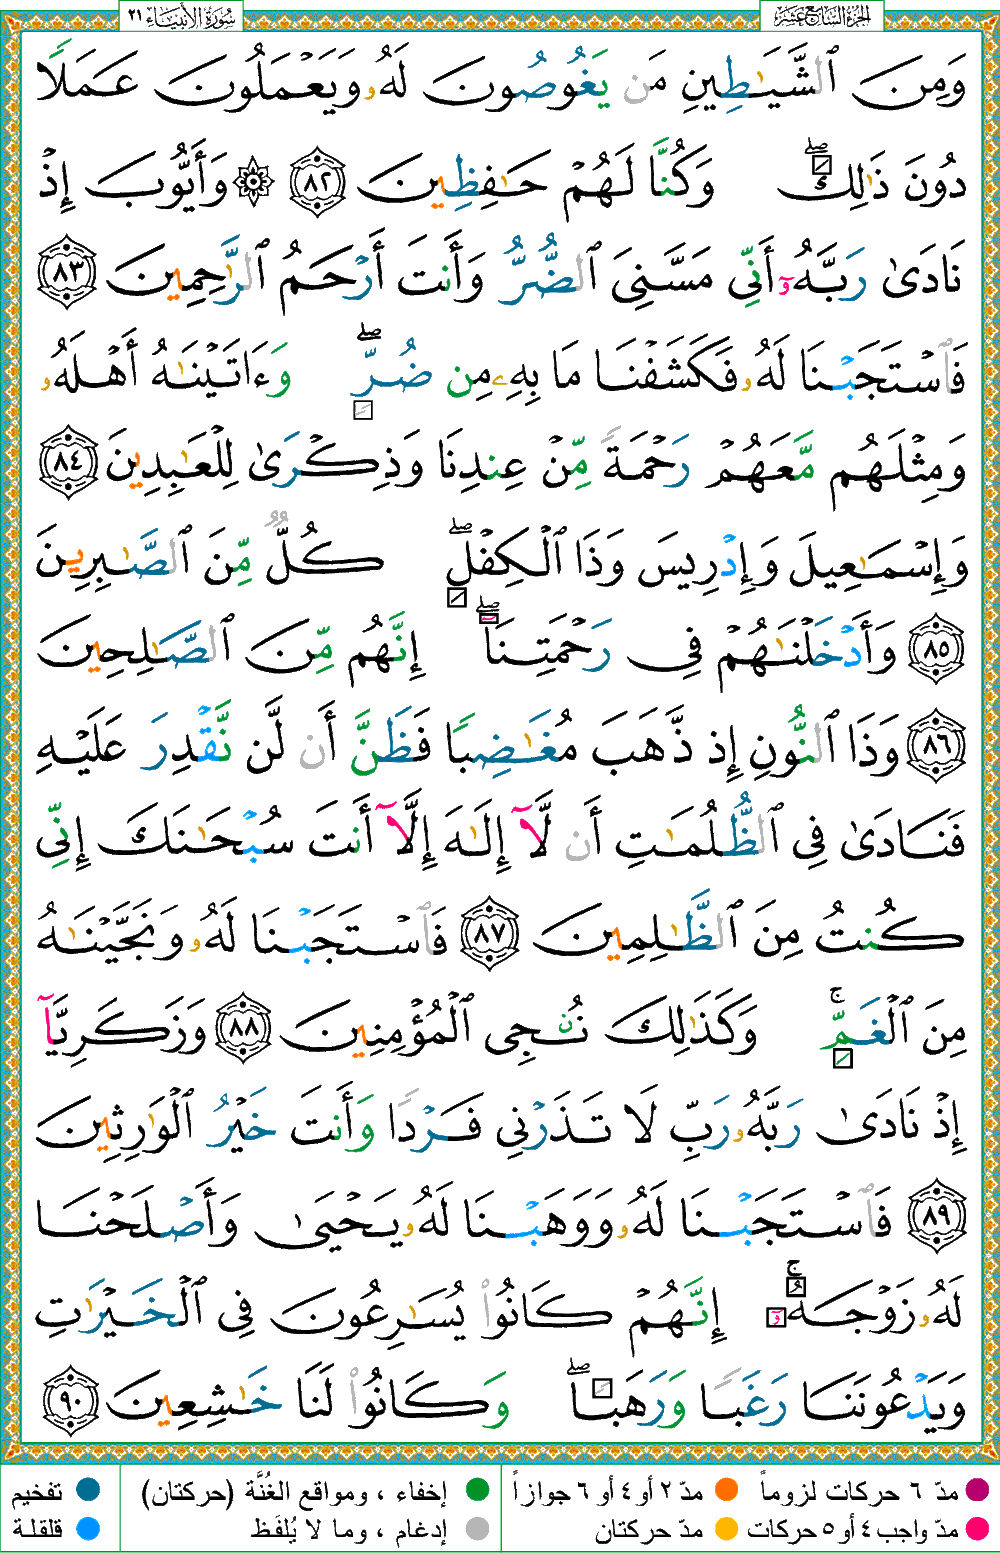 الجزء السابع عشر
سورة الأنبياء ٢١
وَمِنَ ٱلشَّيَـٰطِينِ مَن يَغُوصُونَ لَهُۥ وَيَعْمَلُونَ عَمَلًا
دُونَ ذَٰلِكَ ۖ وَكُنَّا لَهُمْ حَـٰفِظِينَ ٨٢ ۞ وَأَيُّوبَ إِذْ
نَادَىٰ رَبَّهُۥٓ أَنِّى مَسَّنِىَ ٱلضُّرُّ وَأَنتَ أَرْحَمُ ٱلرَّٰحِمِينَ ٨٣
فَٱسْتَجَبْنَا لَهُۥ فَكَشَفْنَا مَا بِهِۦ مِن ضُرٍّ ۖ وَءَاتَيْنَـٰهُ أَهْلَهُۥ
وَمِثْلَهُم مَّعَهُمْ رَحْمَةً مِّنْ عِندِنَا وَذِكْرَىٰ لِلْعَـٰبِدِينَ ٨٤
وَإِسْمَـٰعِيلَ وَإِدْرِيسَ وَذَا ٱلْكِفْلِ ۖ كُلٌّ مِّنَ ٱلصَّـٰبِرِينَ
٨٥ وَأَدْخَلْنَـٰهُمْ فِى رَحْمَتِنَآ ۖ إِنَّهُم مِّنَ ٱلصَّـٰلِحِينَ
٨٦ وَذَا ٱلنُّونِ إِذ ذَّهَبَ مُغَـٰضِبًا فَظَنَّ أَن لَّن نَّقْدِرَ عَلَيْهِ
فَنَادَىٰ فِى ٱلظُّلُمَـٰتِ أَن لَّآ إِلَـٰهَ إِلَّآ أَنتَ سُبْحَـٰنَكَ إِنِّى
كُنتُ مِنَ ٱلظَّـٰلِمِينَ ٨٧ فَٱسْتَجَبْنَا لَهُۥ وَنَجَّيْنَـٰهُ
مِنَ ٱلْغَمِّ ۚ وَكَذَٰلِكَ نُـۨجِى ٱلْمُؤْمِنِينَ ٨٨ وَزَكَرِيَّآ
إِذْ نَادَىٰ رَبَّهُۥ رَبِّ لَا تَذَرْنِى فَرْدًا وَأَنتَ خَيْرُ ٱلْوَٰرِثِينَ
٨٩ فَٱسْتَجَبْنَا لَهُۥ وَوَهَبْنَا لَهُۥ يَحْيَىٰ وَأَصْلَحْنَا
لَهُۥ زَوْجَهُۥٓ ۚ إِنَّهُمْ كَانُوا۟ يُسَـٰرِعُونَ فِى ٱلْخَيْرَٰتِ
وَيَدْعُونَنَا رَغَبًا وَرَهَبًا ۖ وَكَانُوا۟ لَنَا خَـٰشِعِينَ ٩٠
مدّ ٦ حركات لزوماً مدّ ٢ أو ٤ أو ٦ جوازاً إخفاء ، ومواقع الغُنَّة (حركتان) تفخيم
مدّ واجب ٤ أو ٥ حركات مدّ حركتان إدغام ، وما لا يُلفَظ قلقلة